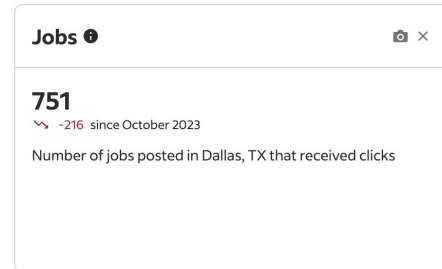 Jobs
751
-216 since October 2023
Number of jobs posted in Dallas, TX that received clicks